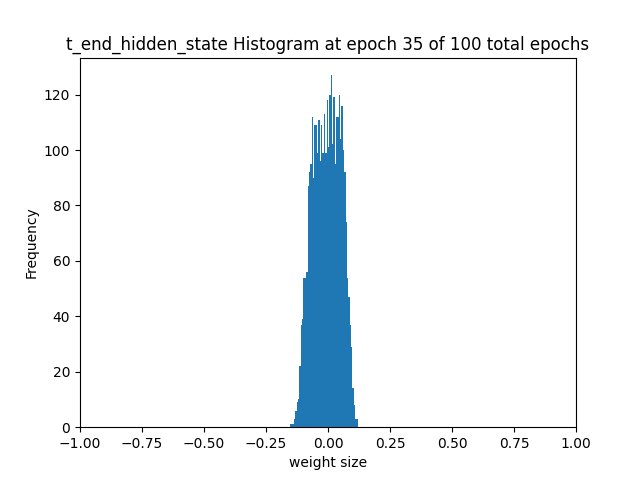 t_end_hidden_state Histogram at epoch 35 of 100 total epochs
120
100
80
60
40
20
0
Frequency
−1.00 −0.75 −0.50 −0.25 0.00 0.25 0.50 0.75 1.00
weight size